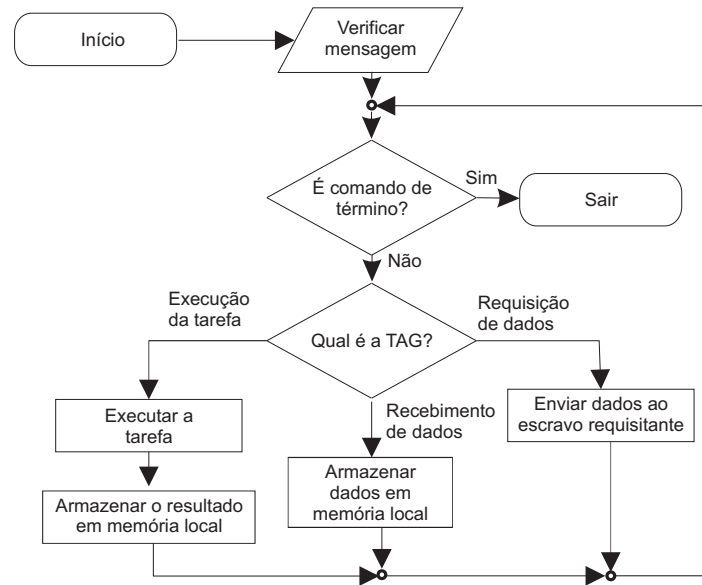 Início
Verificar
mensagem
É comando de
término?
Sim
Sair
Não
Execução
da tarefa
Qual é a TAG?
Requisição
de dados
Executar a
tarefa
Recebimento
de dados
Enviar dados ao
escravo requisitante
Armazenar o resultado
em memória local
Armazenar
dados em
memória local